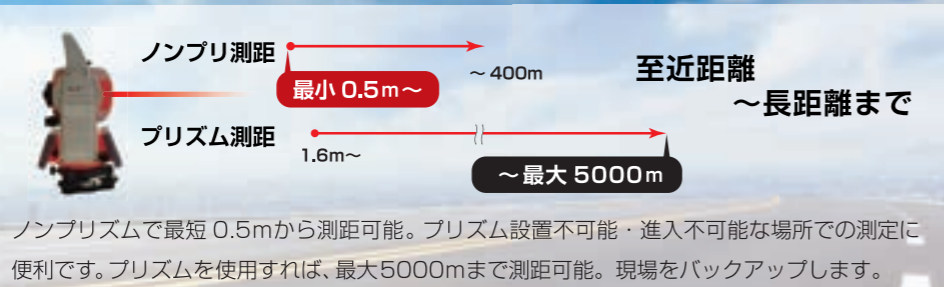 ノンプリ測距
最小 0.5m～
～ 400m
至近距離
～長距離まで
プリズム測距
1.6m～
～最大 5000m
ノンプリズムで最短 0.5mから測距可能。プリズム設置不可能・進入不可能な場所での測定に
便利です。プリズムを使用すれば、最大5000mまで測距可能。現場をバックアップします。